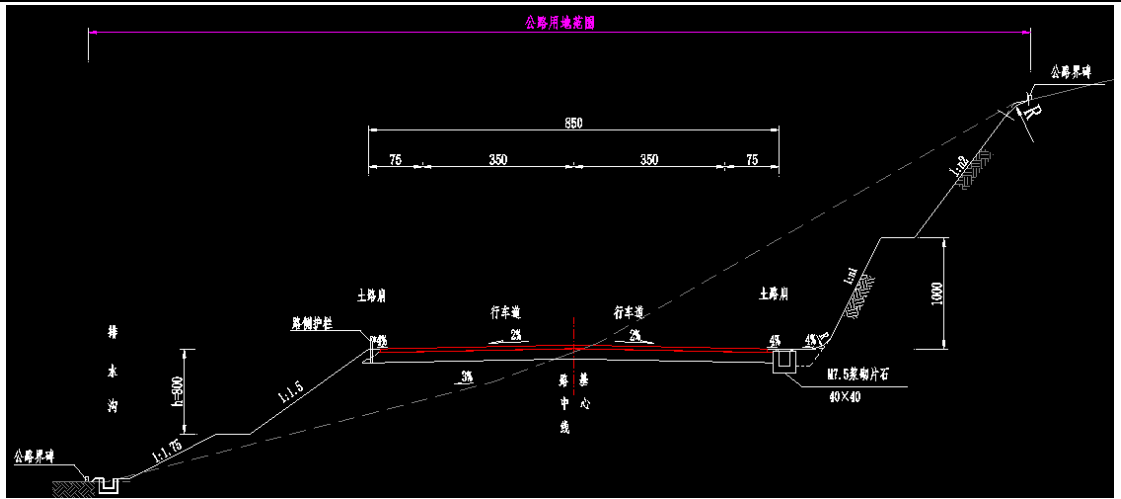 公路用地范围
公路界碑
R
850
75 350 350 75
1:n2
1:n1
1000
土路肩
土路肩
行车道 行车道
路侧护栏
2% 2%
4% 4% 4%
R
排水沟
h=800
1:1.5
3%
路基中心线
M7.5浆砌片石
40×40
1:1.75
公路界碑